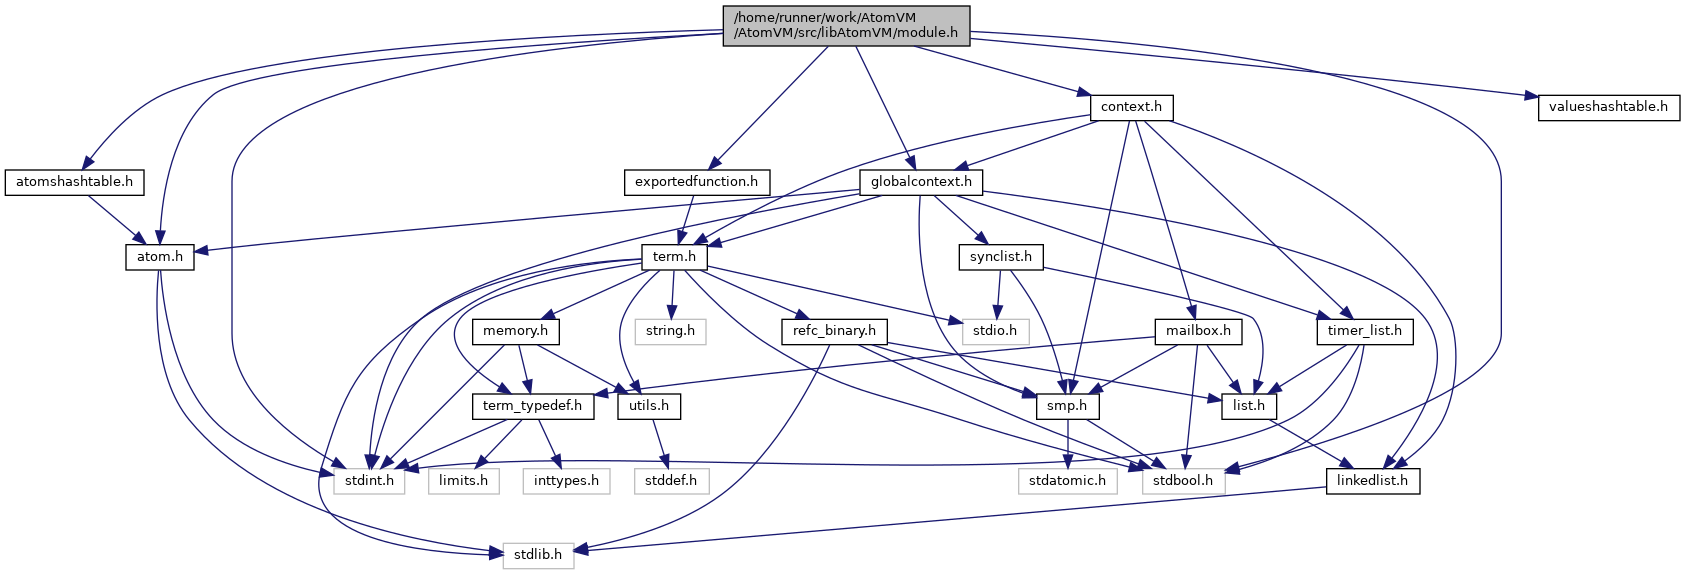 /home/runner/work/AtomVM
/AtomVM/src/libAtomVM/module.h
context.h
valueshashtable.h
atomshashtable.h
exportedfunction.h
globalcontext.h
atom.h
term.h
synclist.h
memory.h
string.h
refc_binary.h
stdio.h
mailbox.h
timer_list.h
term_typedef.h
utils.h
smp.h
list.h
stdint.h
limits.h
inttypes.h
stddef.h
stdatomic.h
stdbool.h
linkedlist.h
stdlib.h